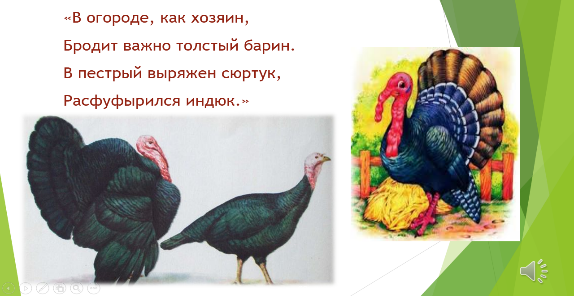 «В огороде, как хозяин,
Бродит важно толстый барин.
В пестрый выряжен сюртук,
Расфуфырился индюк.»